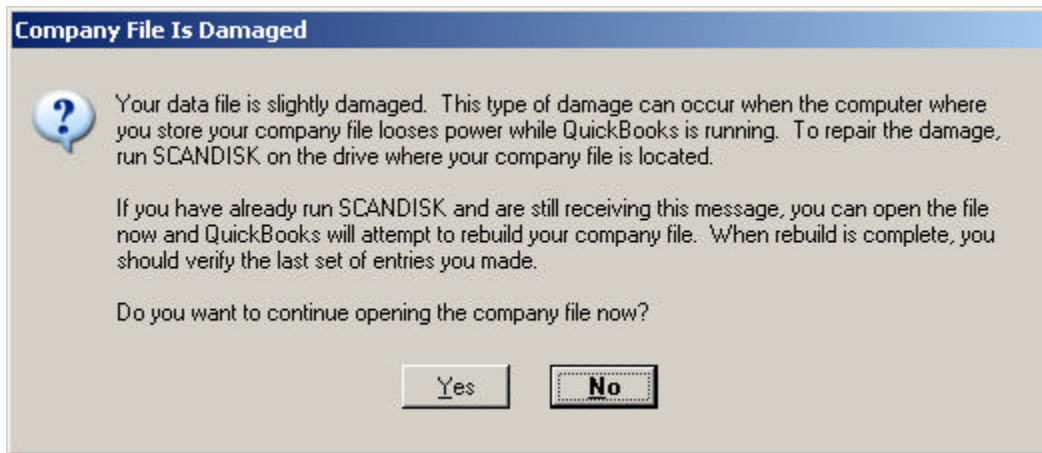 Company File Is Damaged
Your data file is slightly damaged.  This type of damage can occur when the computer where
you store your company file looses power while QuickBooks is running.  To repair the damage,
run SCANDISK on the drive where your company file is located.
If you have already run SCANDISK and are still receiving this message, you can open the file
now and QuickBooks will attempt to rebuild your company file.  When rebuild is complete, you
should verify the last set of entries you made.
Do you want to continue opening the company file now?
Yes
No